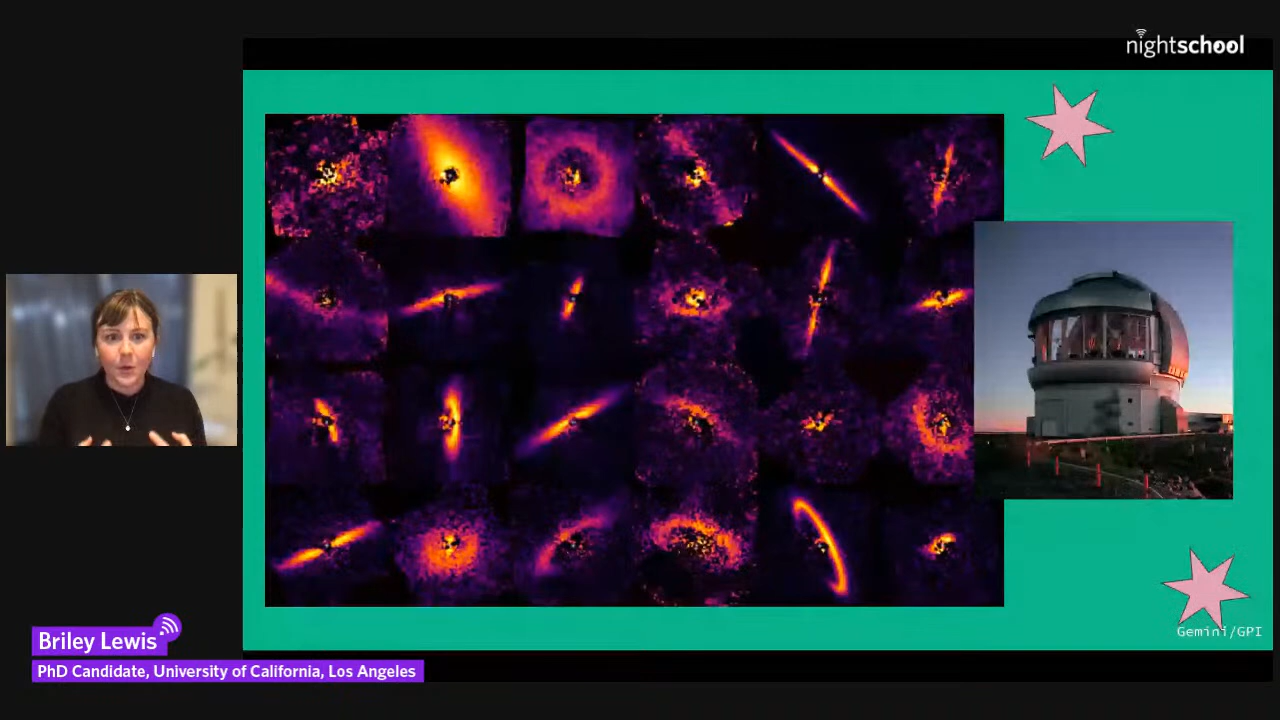 nightschool
Gemini/GPI
Briley Lewis
PhD Candidate, University of California, Los Angeles